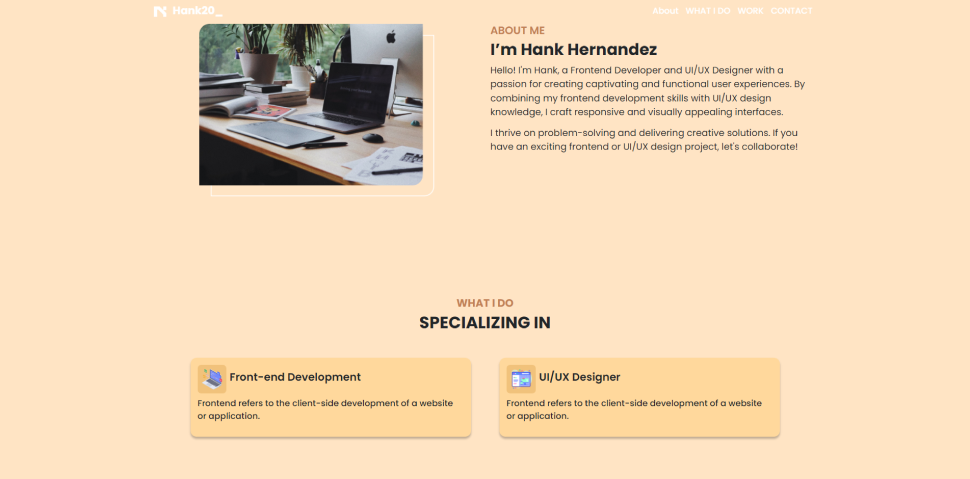 Hank20_
About WHAT I DO WORK CONTACT
ABOUT ME
I'm Hank Hernandez
Hello! I'm Hank, a Frontend Developer and UI/UX Designer with a
passion for creating captivating and functional user experiences. By
combining my frontend development skills with UI/UX design
knowledge, I craft responsive and visually appealing interfaces.
I thrive on problem-solving and delivering creative solutions. If you
have an exciting frontend or UI/UX design project, let's collaborate!
WHAT I DO
SPECIALIZING IN
Front-end Development
Frontend refers to the client-side development of a website
or application.
UI/UX Designer
Frontend refers to the client-side development of a website
or application.